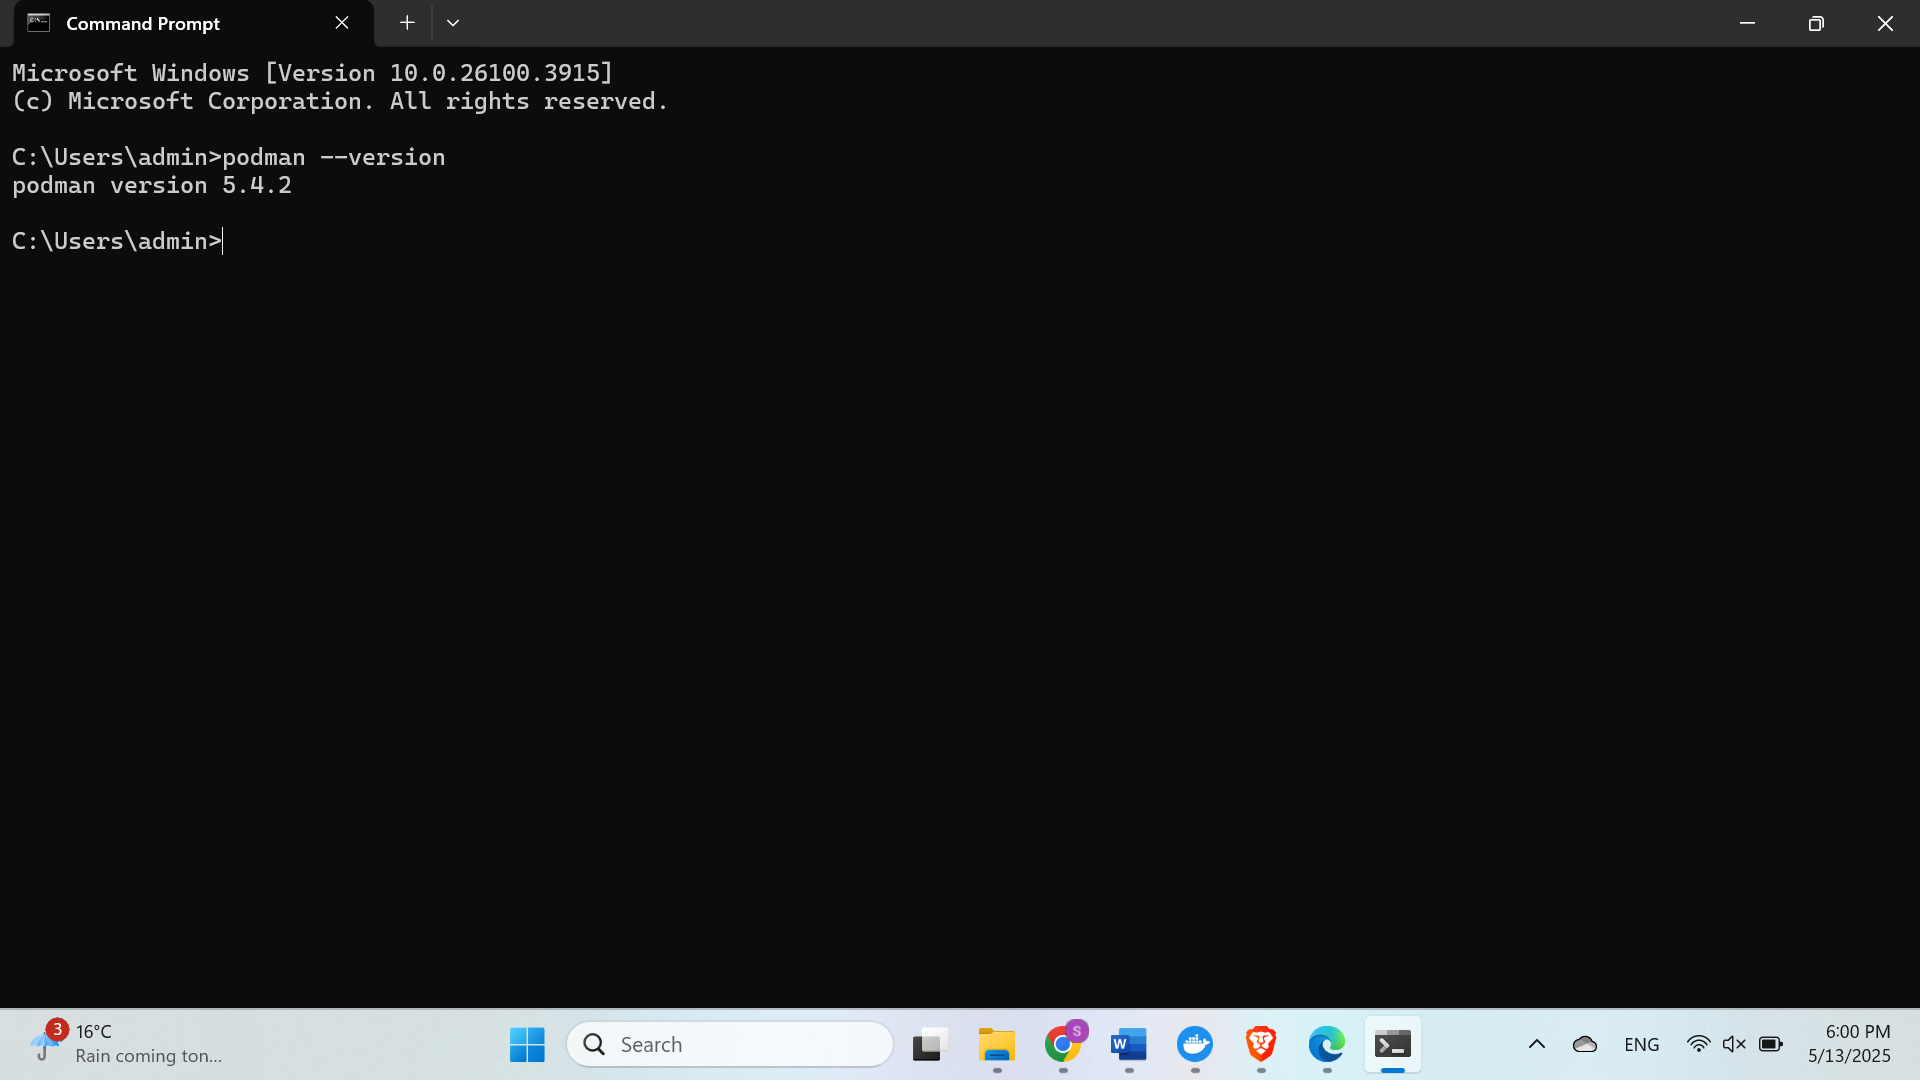 Command Prompt
Microsoft Windows [Version 10.0.26100.3915]
(c) Microsoft Corporation. All rights reserved.
C:\Users\admin>podman --version
podman version 5.4.2
C:\Users\admin>
3
16°C
Rain coming ton...
Search
S
W
ENG
6:00 PM
5/13/2025